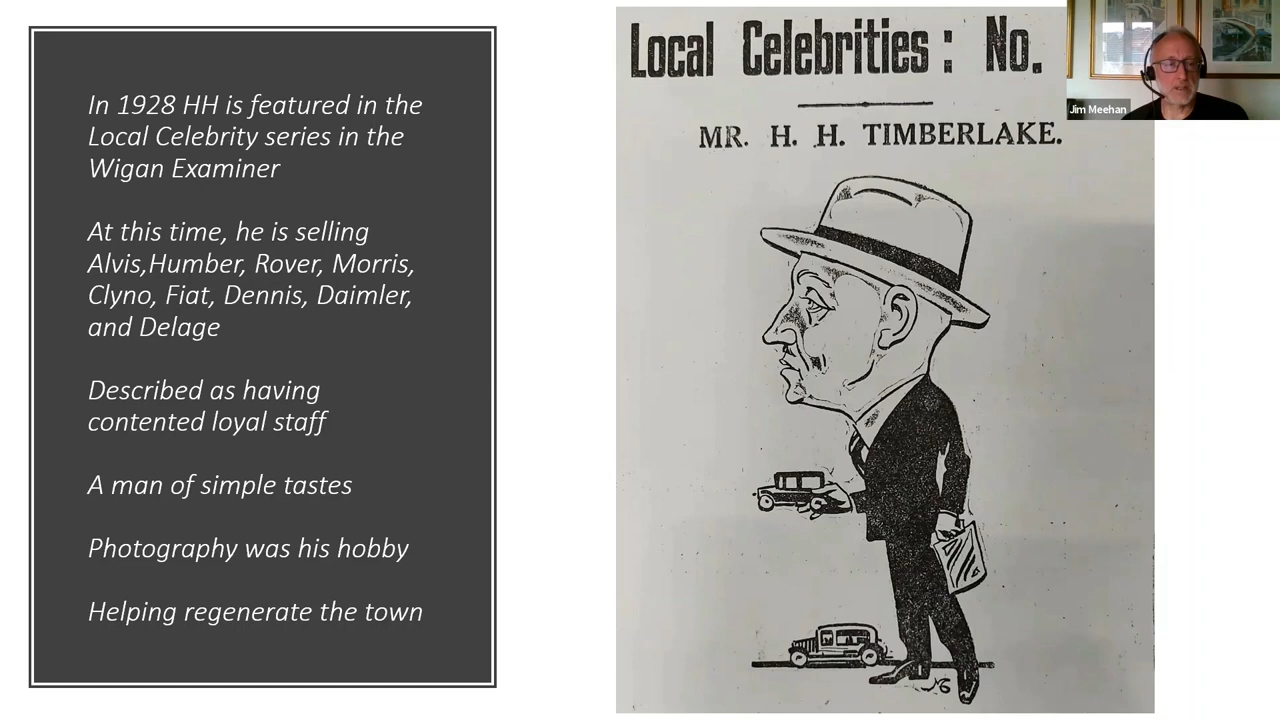 In 1928 HH is featured in the
Local Celebrity series in the
Wigan Examiner
At this time, he is selling
Alvis,Humber, Rover, Morris,
Clyno, Fiat, Dennis, Daimler,
and Delage
Described as having
contented loyal staff
A man of simple tastes
Photography was his hobby
Helping regenerate the town
Local Celebrities: No.
MR. H. H. TIMBERLAKE.
Jim Meehan